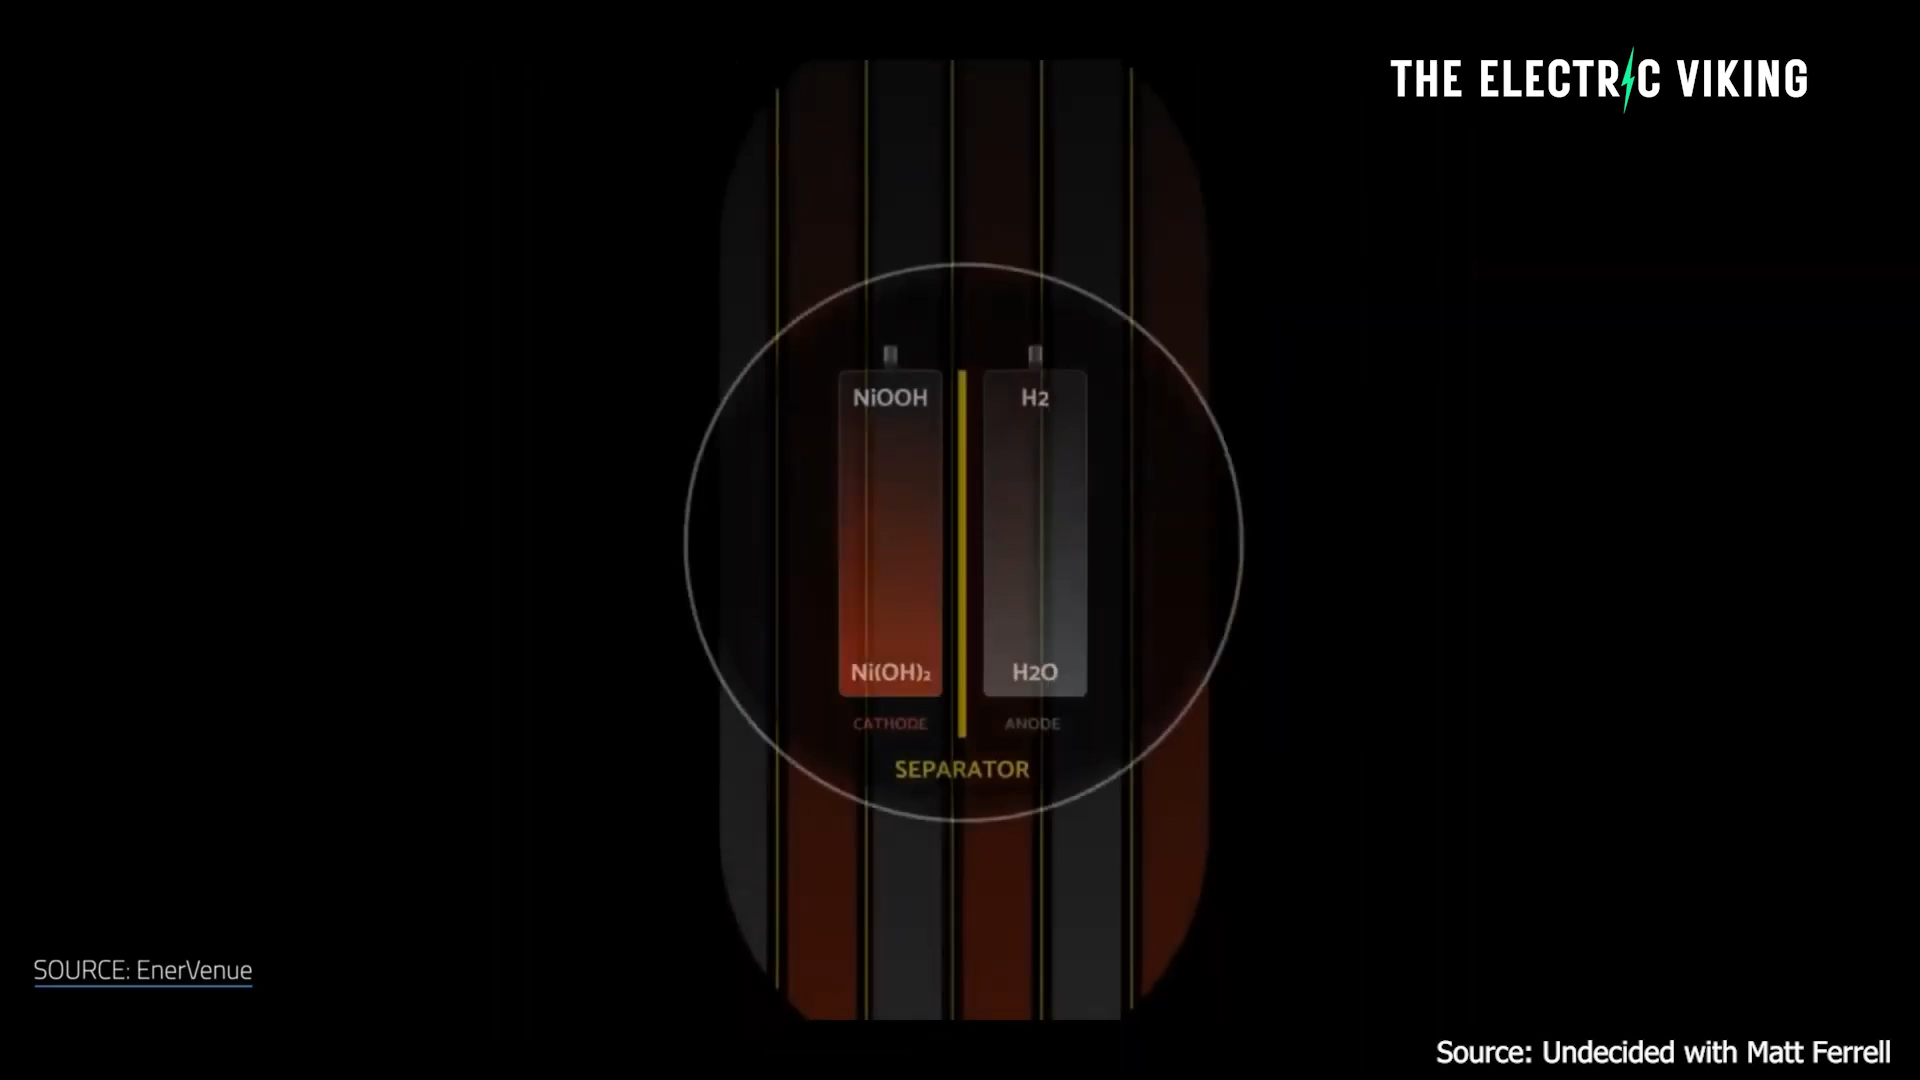 THE ELECTRIC VIKING
NiOOH
H2
Ni(OH)₂
H2O
CATHODE
ANODE
SEPARATOR
SOURCE: EnerVenue
Source: Undecided with Matt Ferrell